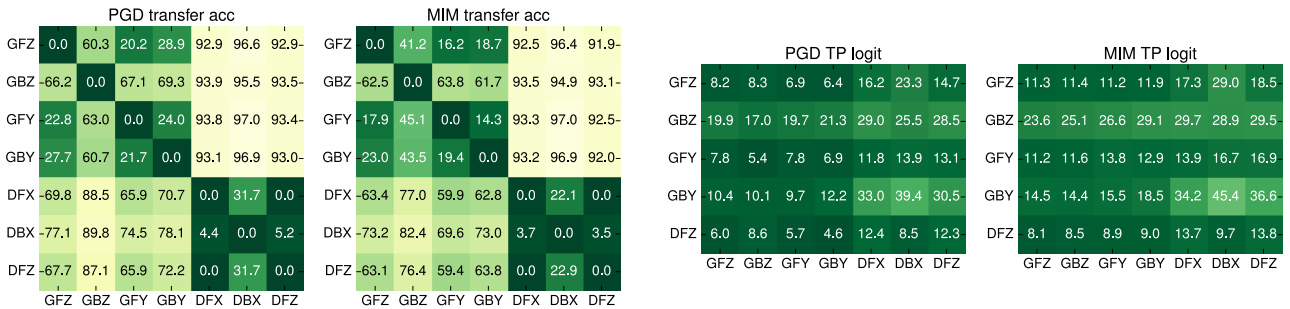 PGD transfer acc
GFZ 0.0 60.3 20.2 28.9 92.9 96.6 92.9
GBZ 66.2 0.0 67.1 69.3 93.9 95.5 93.5
GFY 22.8 63.0 0.0 24.0 93.8 97.0 93.4
GBY 27.7 60.7 21.7 0.0 93.1 96.9 93.0
DFX 69.8 88.5 65.9 70.7 0.0 31.7 0.0
DBX 77.1 89.8 74.5 78.1 4.4 0.0 5.2
DFZ 67.7 87.1 65.9 72.2 0.0 31.7 0.0
GFZ GBZ GFY GBY DFX DBX DFZ
MIM transfer acc
0.0 41.2 16.2 18.7 92.5 96.4 91.9
62.5 0.0 63.8 61.7 93.5 94.9 93.1
17.9 45.1 0.0 14.3 93.3 97.0 92.5
23.0 43.5 19.4 0.0 93.2 96.9 92.0
63.4 77.0 59.9 62.8 0.0 22.1 0.0
73.2 82.4 69.6 73.0 3.7 0.0 3.5
63.1 76.4 59.4 63.8 0.0 22.9 0.0
GFZ GBZ GFY GBY DFX DBX DFZ
GFZ
GBZ
GFY
GBY
DFX
DBX
DFZ
PGD TP logit
GFZ 8.2 8.3 6.9 6.4 16.2 23.3 14.7
GBZ 19.9 17.0 19.7 21.3 29.0 25.5 28.5
GFY 7.8 5.4 7.8 6.9 11.8 13.9 13.1
GBY 10.4 10.1 9.7 12.2 33.0 39.4 30.5
DFZ 6.0 8.6 5.7 4.6 12.4 8.5 12.3
GFZ GBZ GFY GBY DFX DBX DFZ
MIM TP logit
GFZ 11.3 11.4 11.2 11.9 17.3 29.0 18.5
GBZ 23.6 25.1 26.6 29.1 29.7 28.9 29.5
GFY 11.2 11.6 13.8 12.9 13.9 16.7 16.9
GBY 14.5 14.4 15.5 18.5 34.2 45.4 36.6
DFZ 8.1 8.5 8.9 9.0 13.7 9.7 13.8
GFZ GBZ GFY GBY DFX DBX DFZ